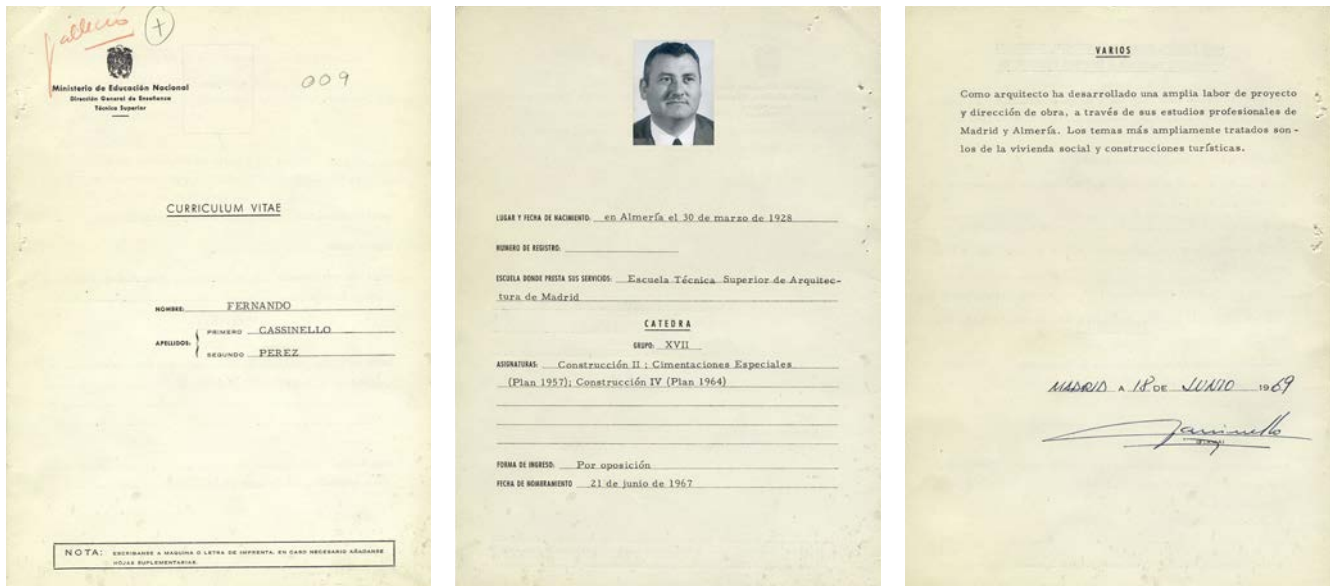 falleció
+
009
Ministerio de Educación Nacional
Dirección General de Enseñanza
Técnica Superior
CURRICULUM VITAE
NOMBRE: FERNANDO
APELLIDOS: PRIMERO CASSINELLO
SEGUNDO PEREZ
NOTA: ESCRIBANSE A MAQUINA O LETRA DE IMPRENTA, EN CASO NECESARIO AÑADANSE
HOJAS SUPLEMENTARIAS.
LUGAR Y FECHA DE NACIMIENTO: en Almería el 30 de marzo de 1928
NUMERO DE REGISTRO:
ESCUELA DONDE PRESTA SUS SERVICIOS: Escuela Técnica Superior de Arquitec-
tura de Madrid
CATEDRA
GRUPO: XVII
ASIGNATURAS: Construcción II ; Cimentaciones Especiales
(Plan 1957); Construcción IV (Plan 1964)
FORMA DE INGRESO: Por oposición
FECHA DE NOMBRAMIENTO 21 de junio de 1967
VARIOS
Como arquitecto ha desarrollado una amplia labor de proyecto
y dirección de obra, a través de sus estudios profesionales de
Madrid y Almería. Los temas más ampliamente tratados son -
los de la vivienda social y construcciones turísticas.
MADRID A 18 DE JUNIO 1969
Cassinello